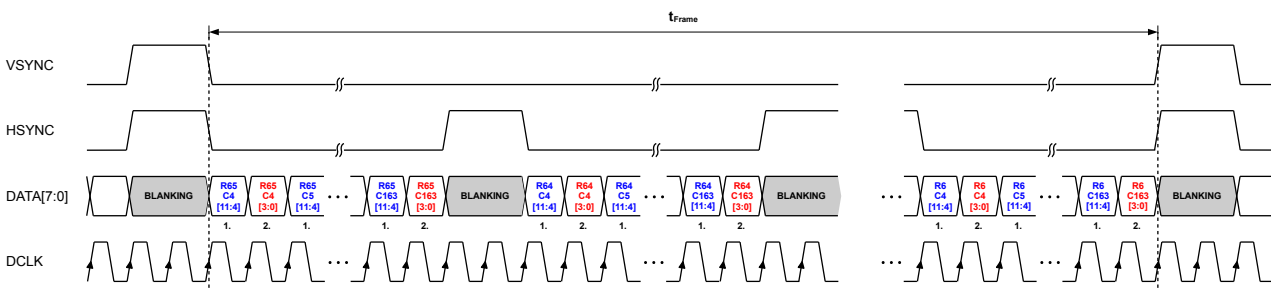 tFrame
VSYNC
HSYNC
DATA[7:0]
BLANKING
R65 C4 [11:4]
R65 C4 [3:0]
R65 C5 [11:4]
• • •
R65 C163 [11:4]
R65 C163 [3:0]
BLANKING
R64 C4 [11:4]
R64 C4 [3:0]
R64 C5 [11:4]
• • •
R64 C163 [11:4]
R64 C163 [3:0]
BLANKING
• • •
R6 C4 [11:4]
R6 C4 [3:0]
R6 C5 [11:4]
• • •
R6 C163 [11:4]
R6 C163 [3:0]
BLANKING
1. 2. 1. 1. 2. 1. 2. 1. 1. 2. 1. 2. 1. 1. 2.
DCLK
• • • • • • • • • • • •